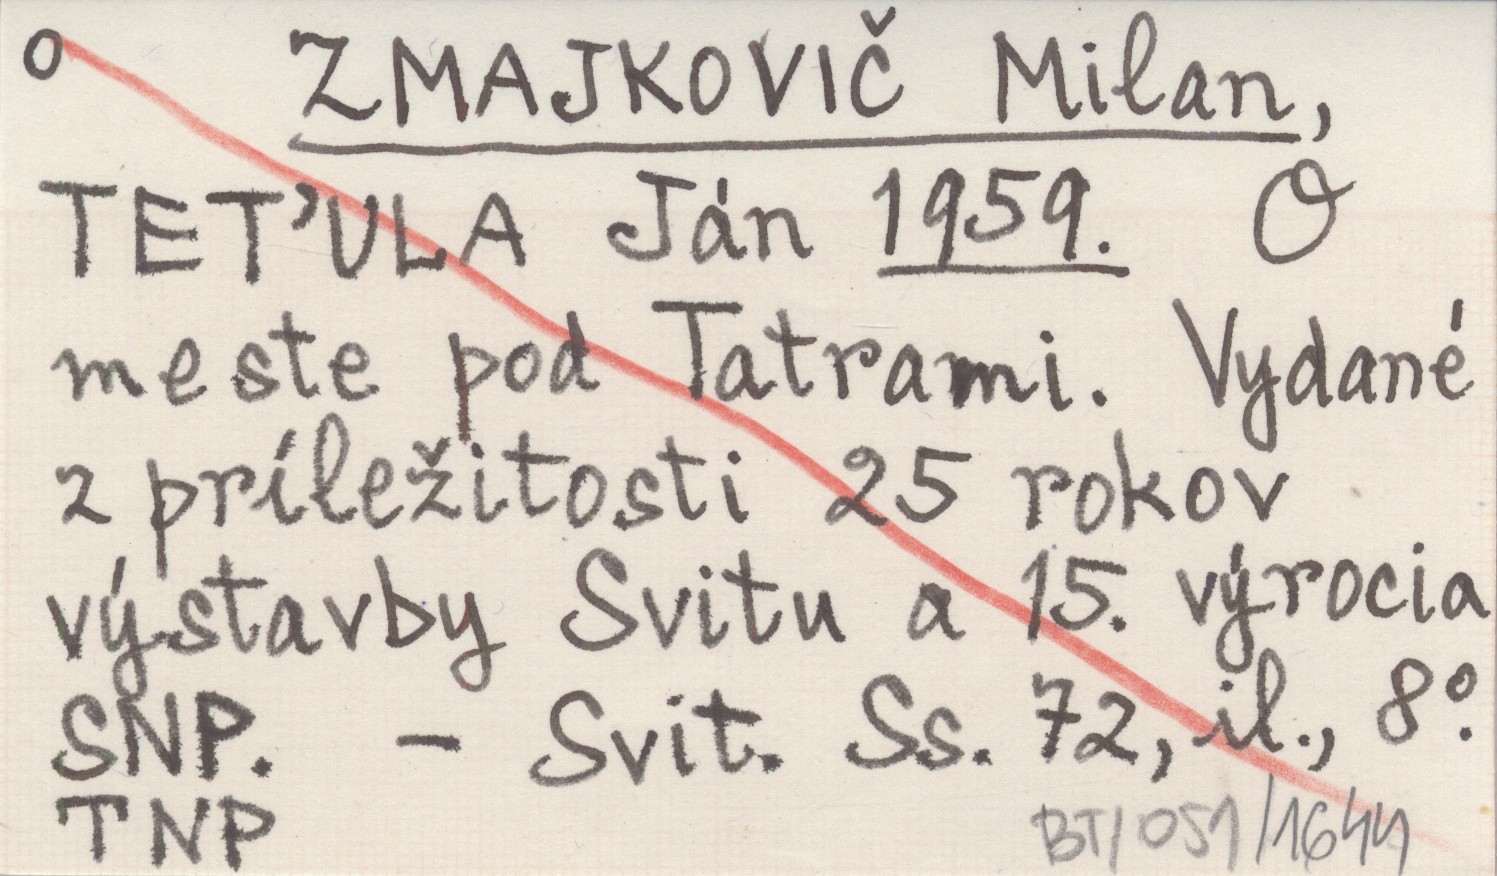 o ZMAJKOVIČ Milan,
TEŤULA Ján 1959. O
meste pod Tatrami. Vydané
z príležitosti 25 rokov
výstavby Svitu a 15. výrocia
SNP. - Svit. Ss. 72, il., 8°.
TNP
BT/051/1644